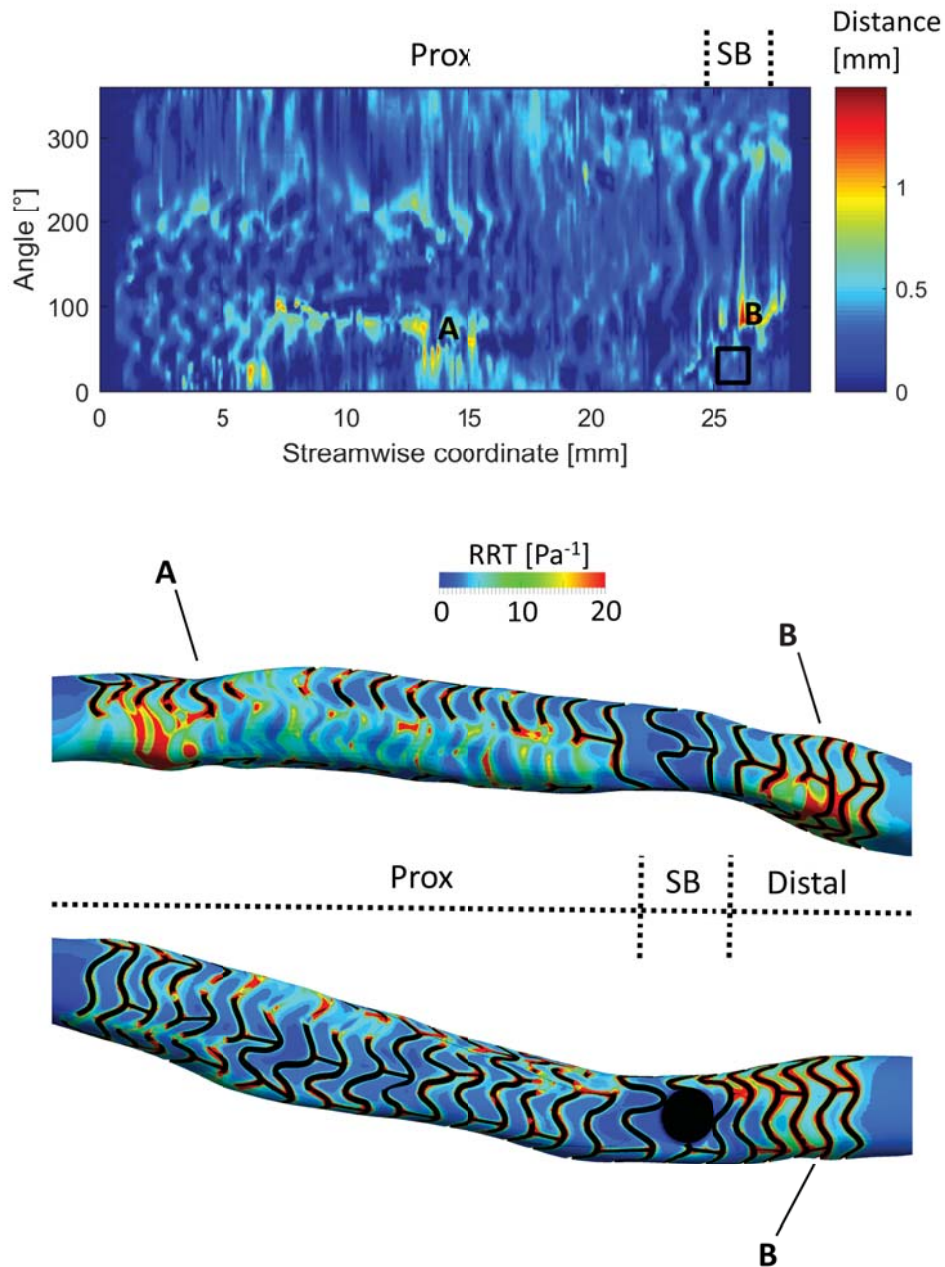 Distance
[mm]
Prox
SB
300
200
100
0
Angle [°]
A
B
1
0.5
0
0
5
10
15
20
25
Streamwise coordinate [mm]
RRT [Pa-1]
0
10
20
A
B
Prox
SB
Distal
B